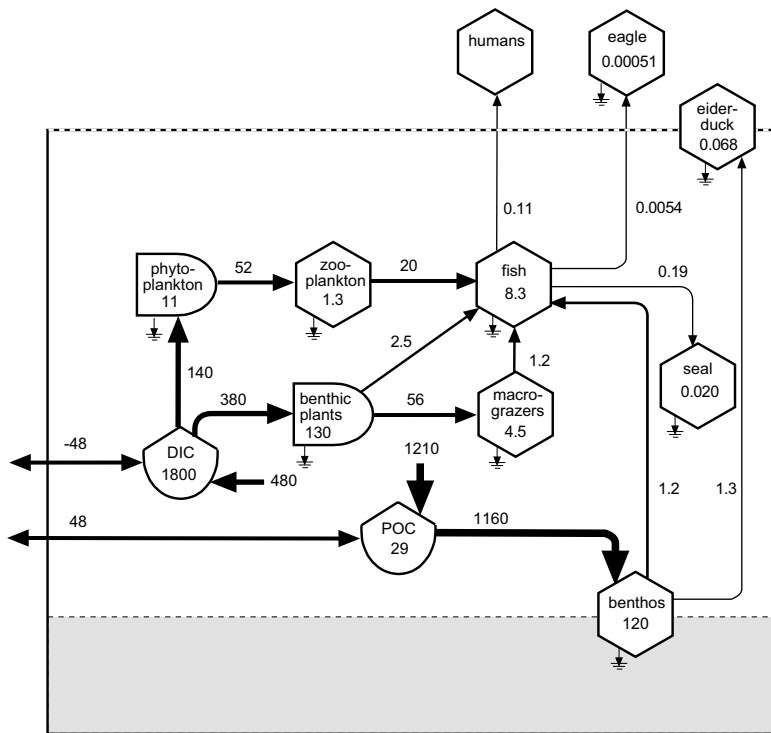 humans
eagle
0.00051
eider-
duck
0.068
0.11
0.0054
phyto-
plankton
11
52
zoo-
plankton
1.3
20
fish
8.3
0.19
2.5
140
380
benthic
plants
130
56
1.2
macro-
grazers
4.5
seal
0.020
-48
DIC
1800
480
1210
1.2
1.3
48
POC
29
1160
benthos
120